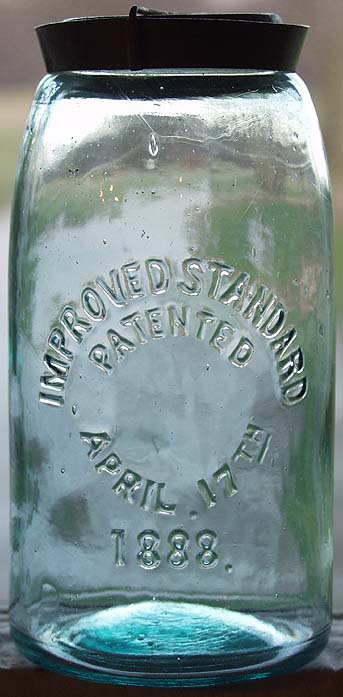 IMPROVED STANDARD
PATENTED
APRIL. 17TH
1888.